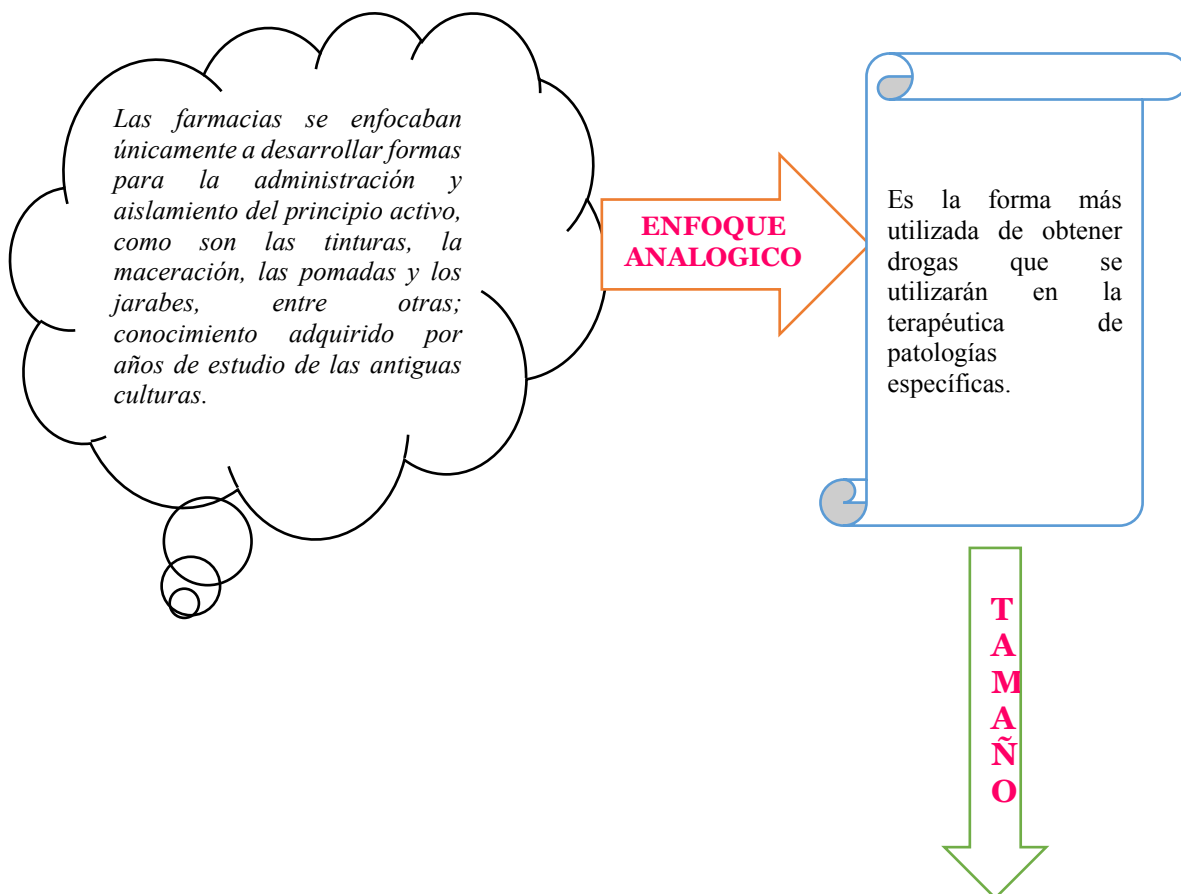 Las farmacias se enfocaban
únicamente a desarrollar formas
para la administración y
aislamiento del principio activo,
como son las tinturas, la
maceración, las pomadas y los
jarabes, entre otras;
conocimiento adquirido por
años de estudio de las antiguas
culturas.
ENFOQUE
ANALOGICO
Es la forma más
utilizada de obtener
drogas que se
utilizarán en la
terapéutica de
patologías
específicas.
T
A
M
A
Ñ
O